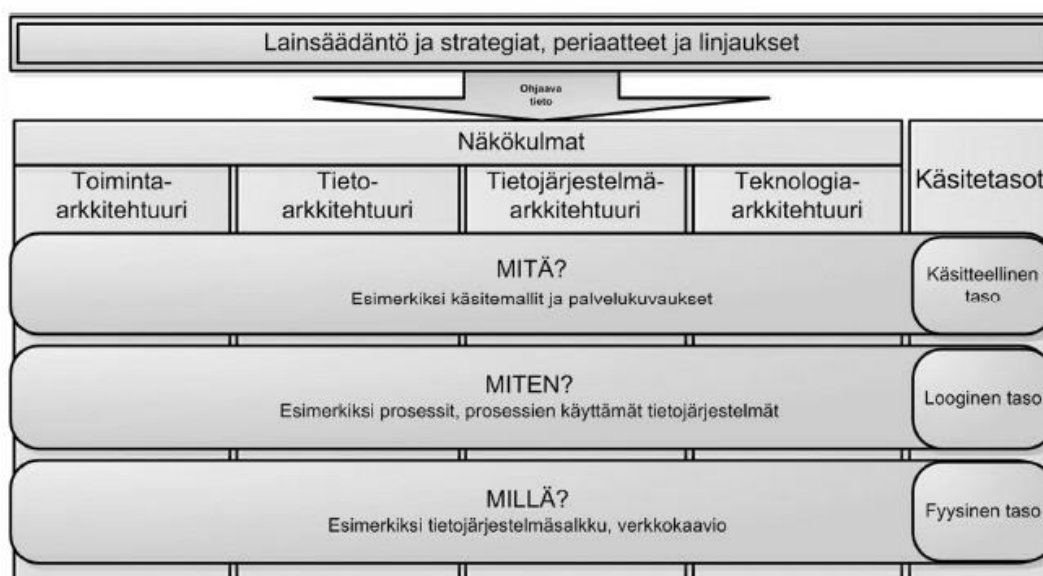 Lainsäädäntö ja strategiat, periaatteet ja linjaukset
Ohjaava
tieto
Näkökulmat
Käsitetasot
Toiminta-
arkkitehtuuri
Tieto-
arkkitehtuuri
Tietojärjestelmä-
arkkitehtuuri
Teknologia-
arkkitehtuuri
MITÄ?
Esimerkiksi käsitemallit ja palvelukuvaukset
Käsitteellinen
taso
MITEN?
Esimerkiksi prosessit, prosessien käyttämät tietojärjestelmät
Looginen taso
MILLÄ?
Esimerkiksi tietojärjestelmäsalkku, verkkokaavio
Fyysinen taso